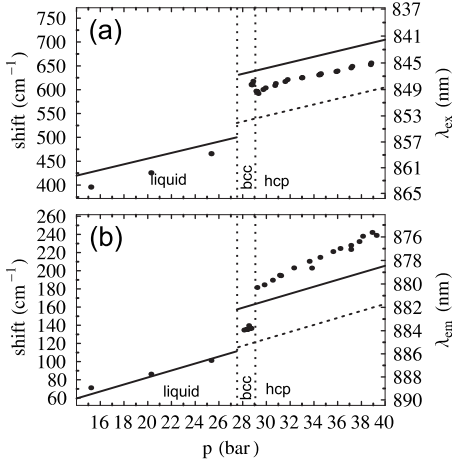 (a)
shift (cm⁻¹)
750
700
650
600
550
500
450
400
837
841
845
849
853
857
861
865
λex (nm)
liquid
bcc
hcp
(b)
shift (cm⁻¹)
260
240
220
200
180
160
140
120
100
80
60
876
878
880
882
884
886
888
890
λem (nm)
liquid
bcc
hcp
16 18 20 22 24 26 28 30 32 34 36 38 40
p (bar)